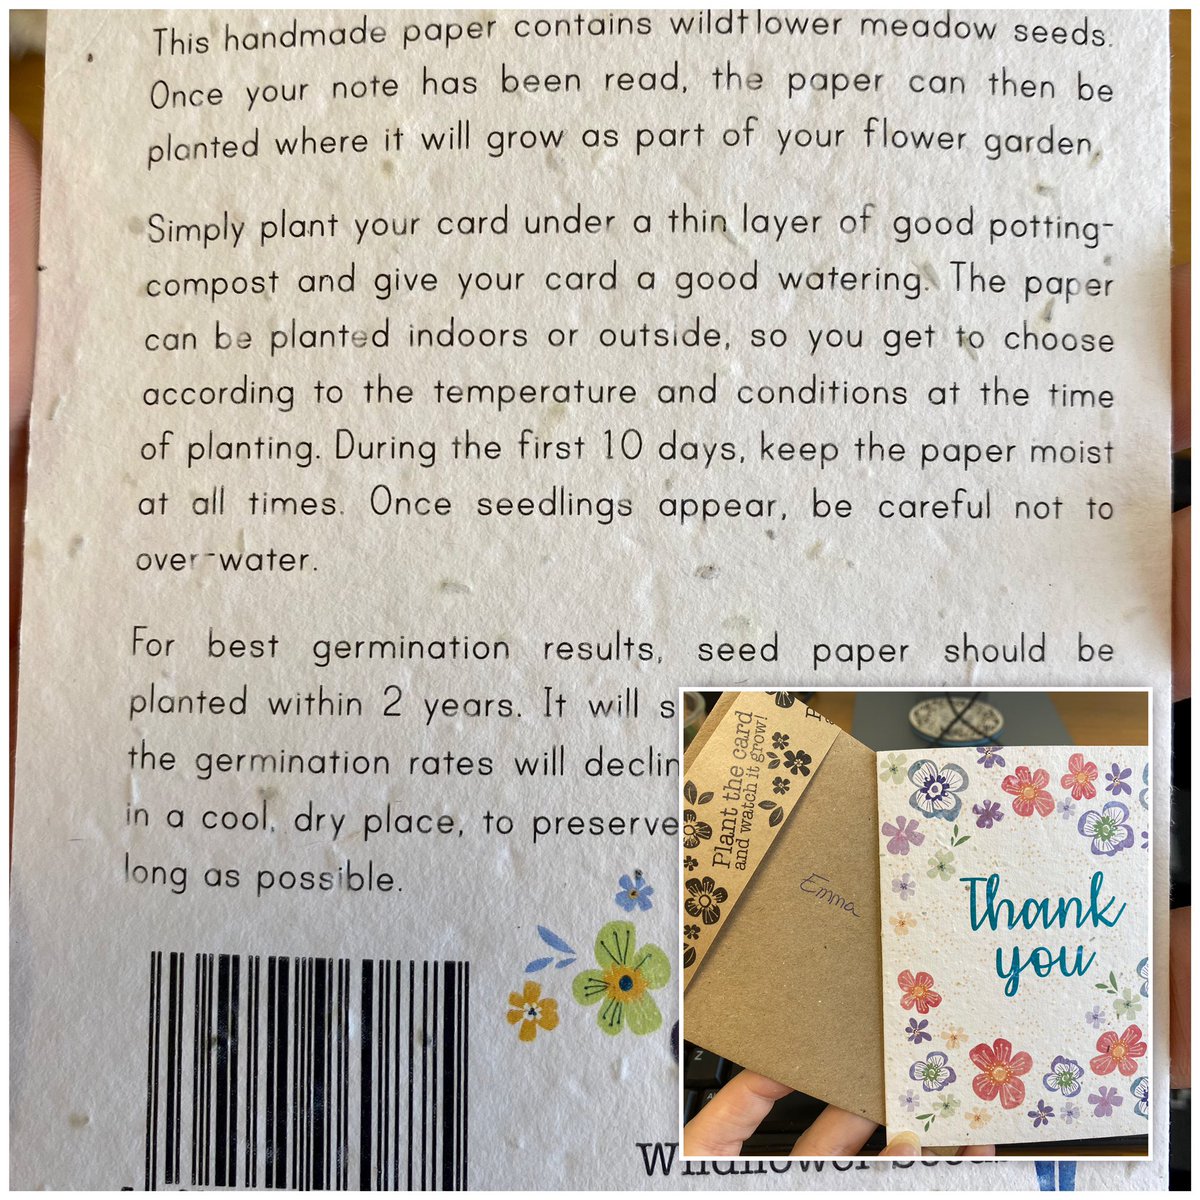 This handmade paper contains wildflower meadow seeds.
Once your note has been read, the paper can then be
planted where it will grow as part of your flower garden.
Simply plant your card under a thin layer of good potting-
compost and give your card a good watering. The paper
can be planted indoors or outside, so you get to choose
according to the temperature and conditions at the time
of planting. During the first 10 days, keep the paper moist
at all times. Once seedlings appear, be careful not to
over-water.
For best germination results, seed paper should be
planted within 2 years. It will
the germination rates will
in a cool, dry place, to preserve
long as possible.
Plant the card
and watch it grow!
Emma
Thank
you
Wildflower